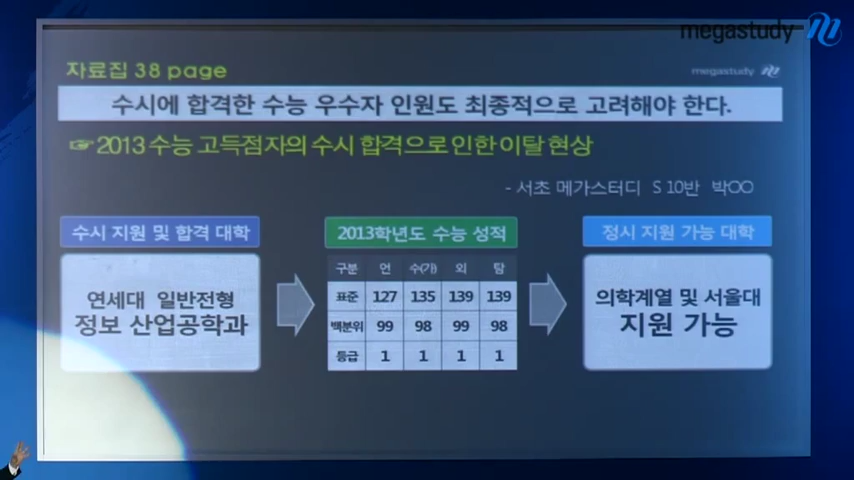 megastudy
자료집 38 page
megastudy
수시에 합격한 수능 우수자 인원도 최종적으로 고려해야 한다.
☞ 2013 수능 고득점자의 수시 합격으로 인한 이탈 현상
- 서초 메가스터디 S 10반 박○○
수시 지원 및 합격 대학
연세대 일반전형
정보 산업공학과
2013학년도 수능 성적
구분 언 수(가) 외 탐
표준 127 135 139 139
백분위 99 98 99 98
등급 1 1 1 1
정시 지원 가능 대학
의학계열 및 서울대
지원 가능